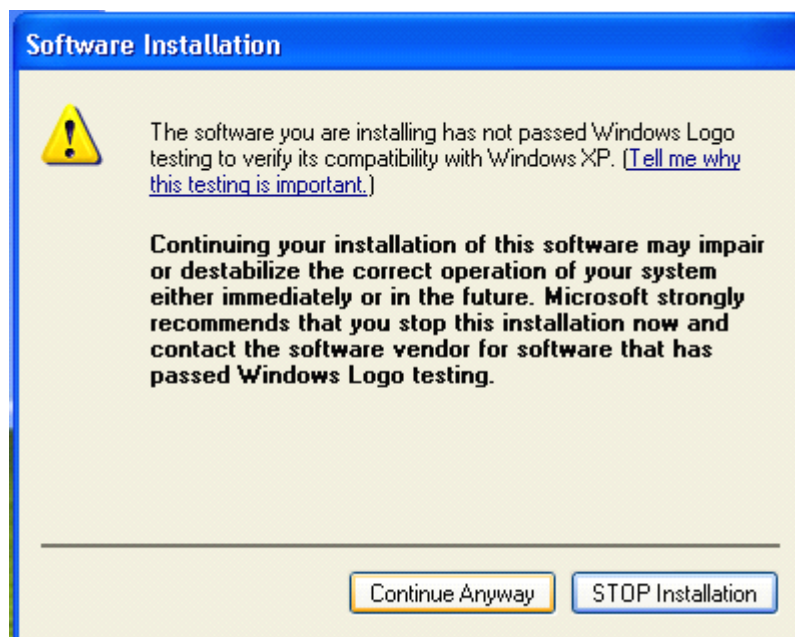 Software Installation
The software you are installing has not passed Windows Logo
testing to verify its compatibility with Windows XP. (Tell me why
this testing is important.)
Continuing your installation of this software may impair
or destabilize the correct operation of your system
either immediately or in the future. Microsoft strongly
recommends that you stop this installation now and
contact the software vendor for software that has
passed Windows Logo testing.
Continue Anyway
STOP Installation